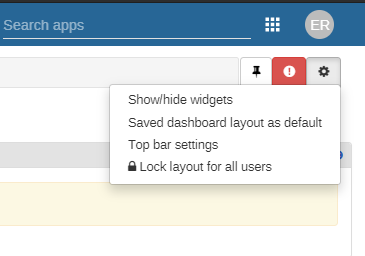 Search apps
ER
Show/hide widgets
Saved dashboard layout as default
Top bar settings
Lock layout for all users